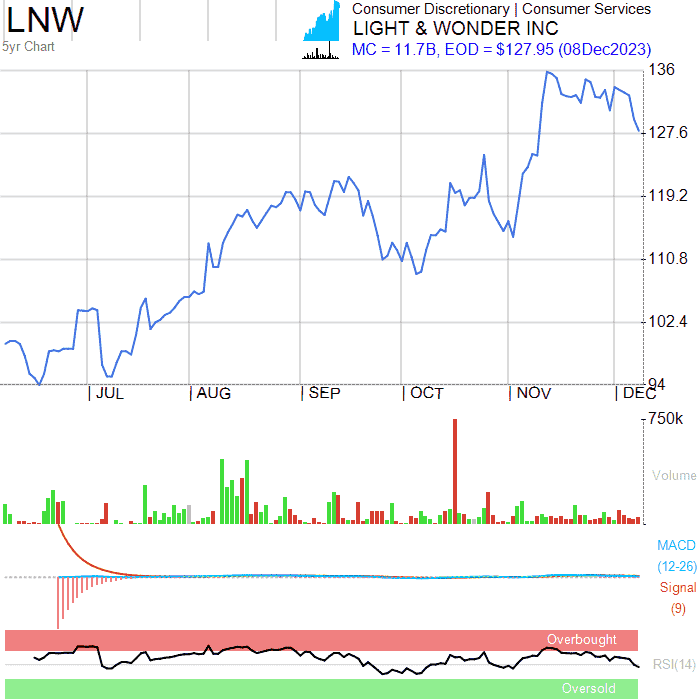 LNW
5yr Chart
Consumer Discretionary | Consumer Services
LIGHT & WONDER INC
MC = 11.7B, EOD = $127.95 (08Dec2023)
136
127.6
119.2
110.8
102.4
94
JUL
AUG
SEP
OCT
NOV
DEC
750k
Volume
MACD
(12-26)
Signal
(9)
Overbought
RSI(14)
Oversold